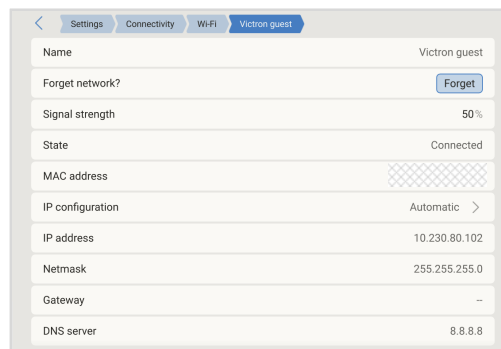 Settings Connectivity Wi-Fi Victron guest
Name Victron guest
Forget network? Forget
Signal strength 50%
State Connected
MAC address
IP configuration Automatic
IP address 10.230.80.102
Netmask 255.255.255.0
Gateway --
DNS server 8.8.8.8